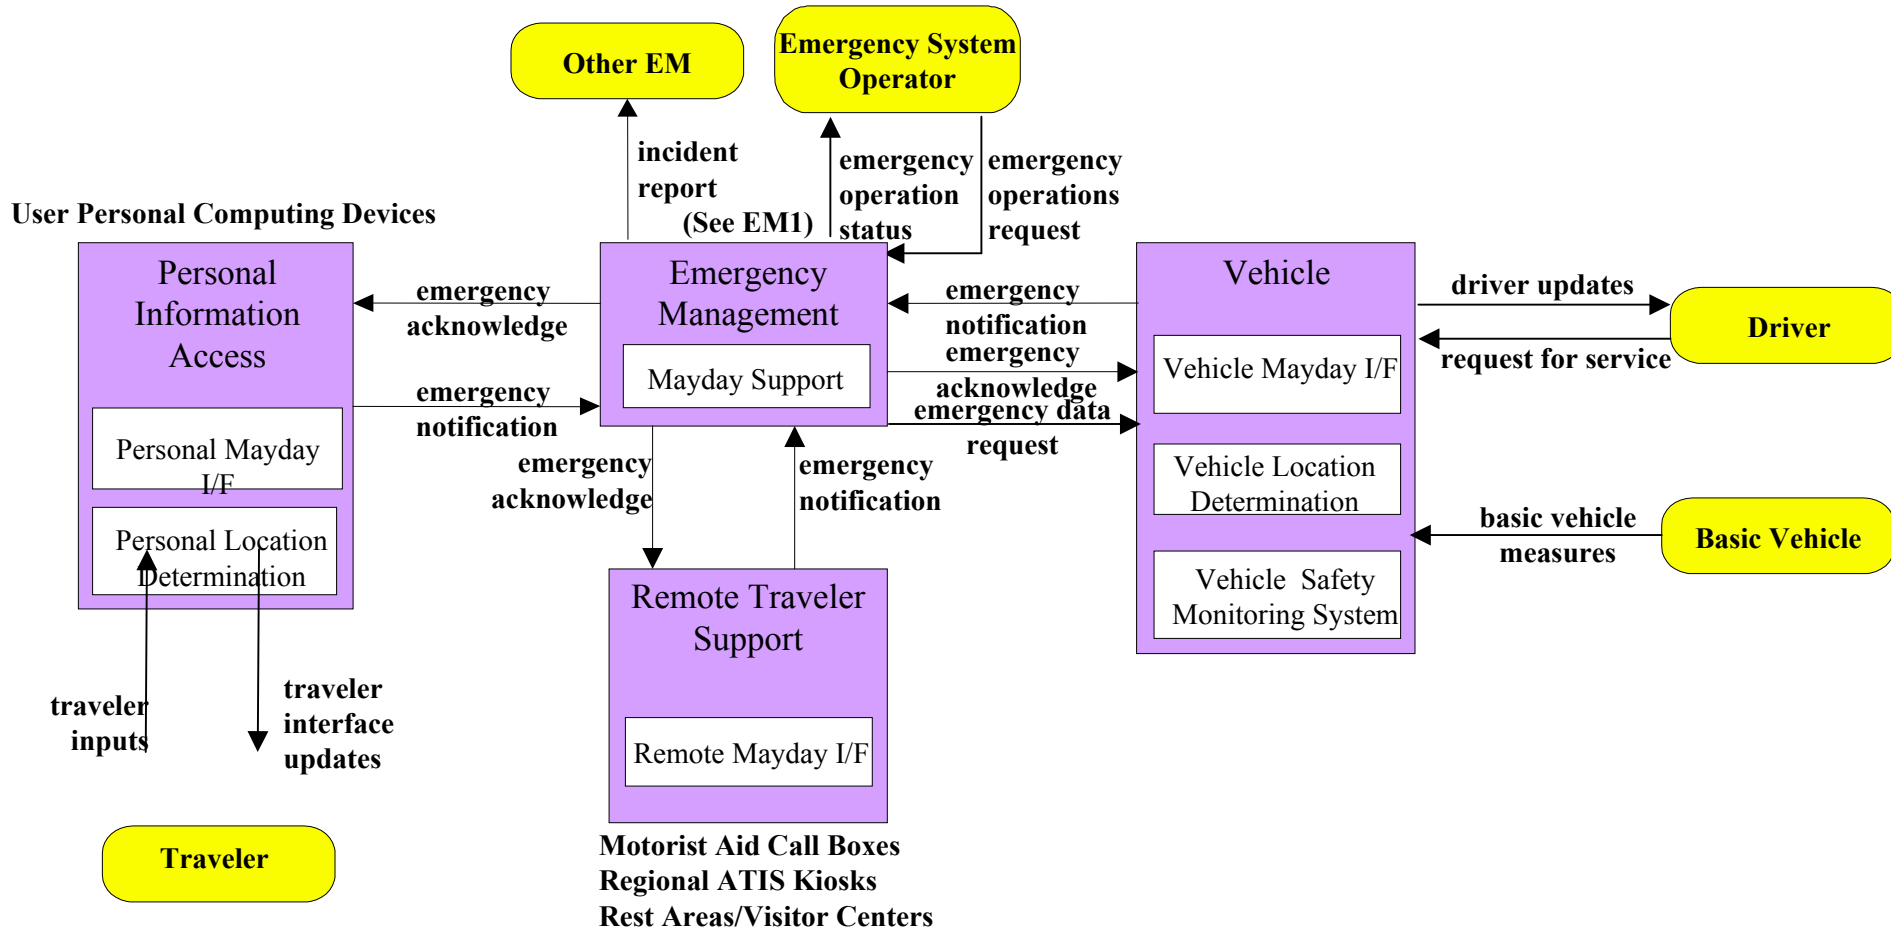 Other EM
Emergency System
Operator
incident
report
(See EM1)
emergency
operation
status
emergency
operations
request
User Personal Computing Devices
Personal
Information
Access
Personal Mayday
I/F
Personal Location
Determination
emergency
acknowledge
emergency
notification
Emergency
Management
Mayday Support
emergency
notification
emergency
acknowledge
emergency data
request
Vehicle
Vehicle Mayday I/F
Vehicle Location
Determination
Vehicle Safety
Monitoring System
driver updates
request for service
Driver
basic vehicle
measures
Basic Vehicle
emergency
acknowledge
emergency
notification
Remote Traveler
Support
Remote Mayday I/F
traveler
inputs
traveler
interface
updates
Traveler
Motorist Aid Call Boxes
Regional ATIS Kiosks
Rest Areas/Visitor Centers